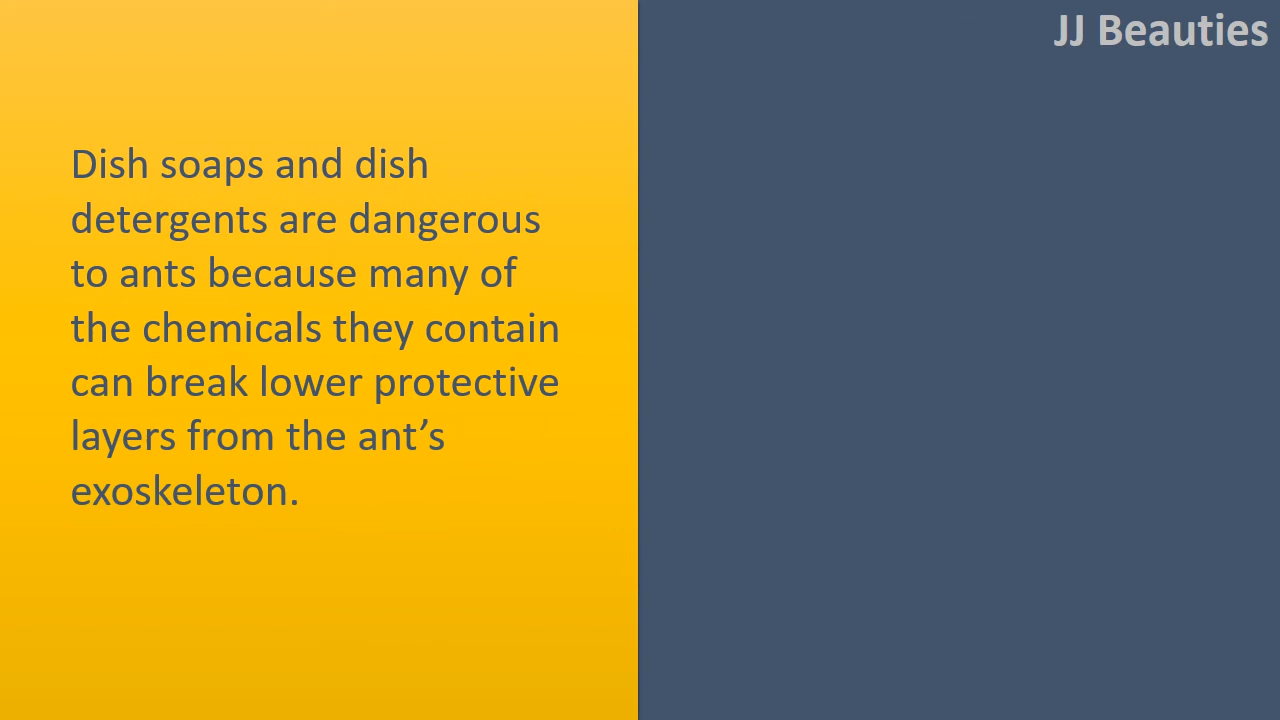 JJ Beauties
Dish soaps and dish
detergents are dangerous
to ants because many of
the chemicals they contain
can break lower protective
layers from the ant’s
exoskeleton.